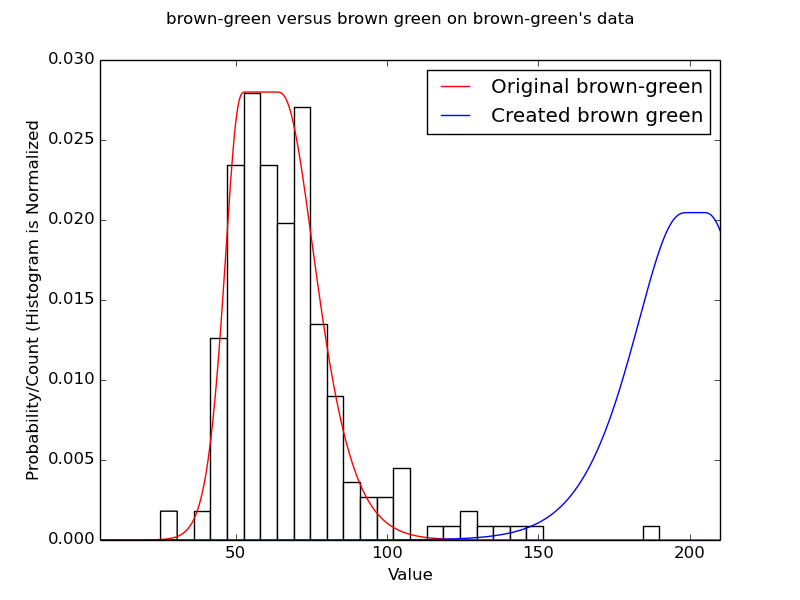 brown-green versus brown green on brown-green's data
0.030
0.025
0.020
0.015
0.010
0.005
0.000
Probability/Count (Histogram is Normalized
Original brown-green
Created brown green
50
100
150
200
Value